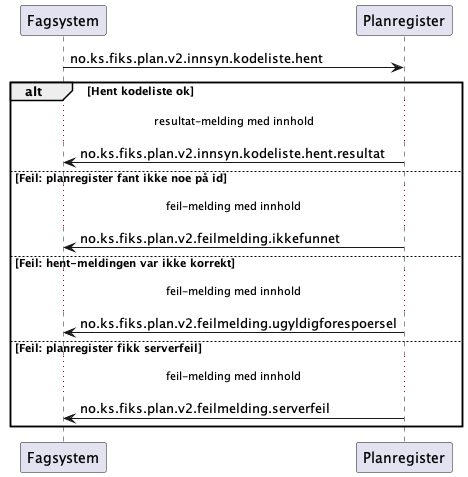 Fagsystem Planregister
no.ks.fiks.plan.v2.innsyn.kodeliste.hent
alt [Hent kodeliste ok]
resultat-melding med innhold
no.ks.fiks.plan.v2.innsyn.kodeliste.hent.resultat
[Feil: planregister fant ikke noe på id]
feil-melding med innhold
no.ks.fiks.plan.v2.feilmelding.ikkefunnet
[Feil: hent-meldingen var ikke korrekt]
feil-melding med innhold
no.ks.fiks.plan.v2.feilmelding.ugyldigforespoersel
[Feil: planregister fikk serverfeil]
feil-melding med innhold
no.ks.fiks.plan.v2.feilmelding.serverfeil
Fagsystem Planregister